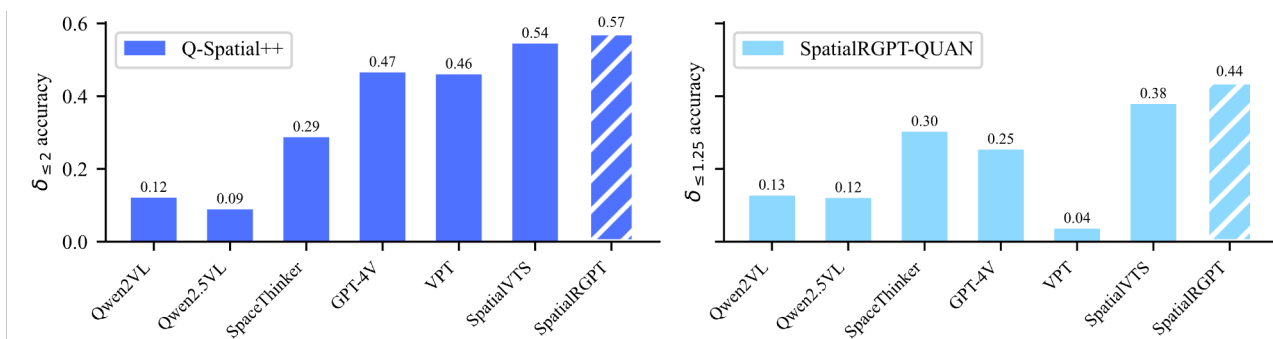 Q-Spatial++
δ≤2 accuracy
0.6
0.4
0.2
0.0
0.12
0.09
0.29
0.47
0.46
0.54
0.57
Qwen2VL
Qwen2.5VL
SpaceThinker
GPT-4V
VPT
SpatialVTS
SpatialRGPT
SpatialRGPT-QUAN
δ≤1.25 accuracy
0.13
0.12
0.30
0.25
0.04
0.38
0.44
Qwen2VL
Qwen2.5VL
SpaceThinker
GPT-4V
VPT
SpatialVTS
SpatialRGPT